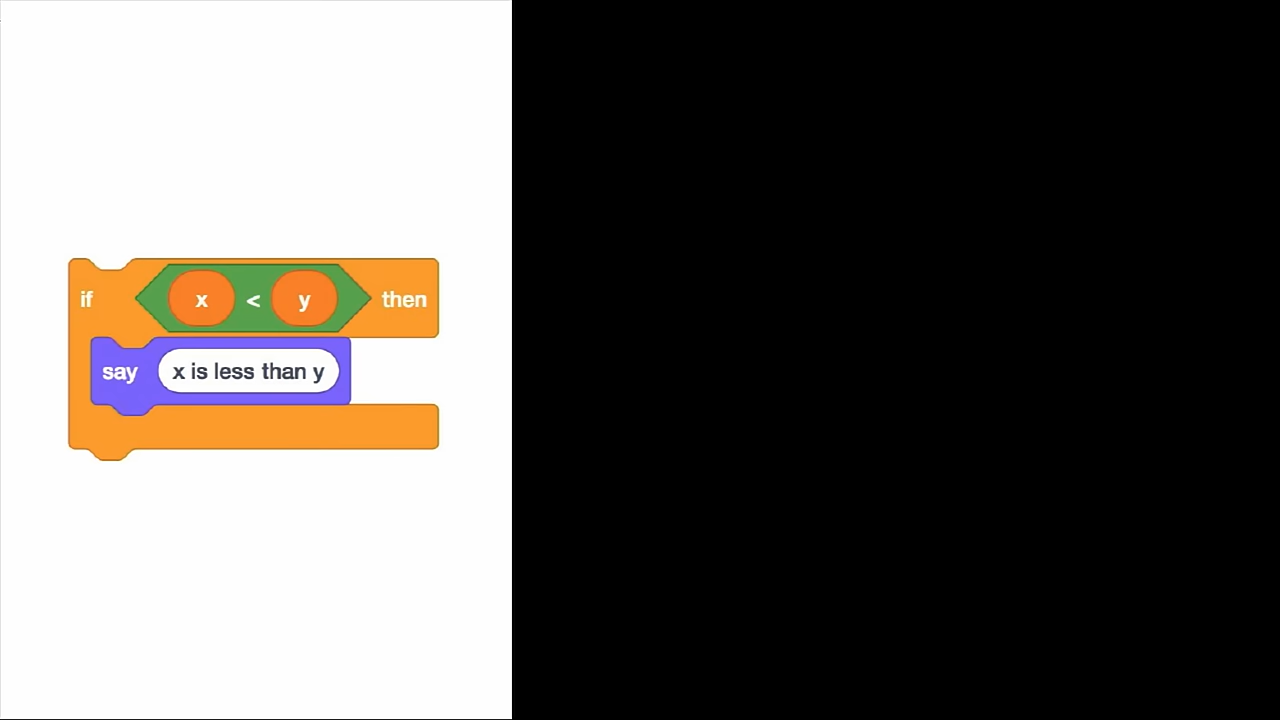 if x < y then
say x is less than y